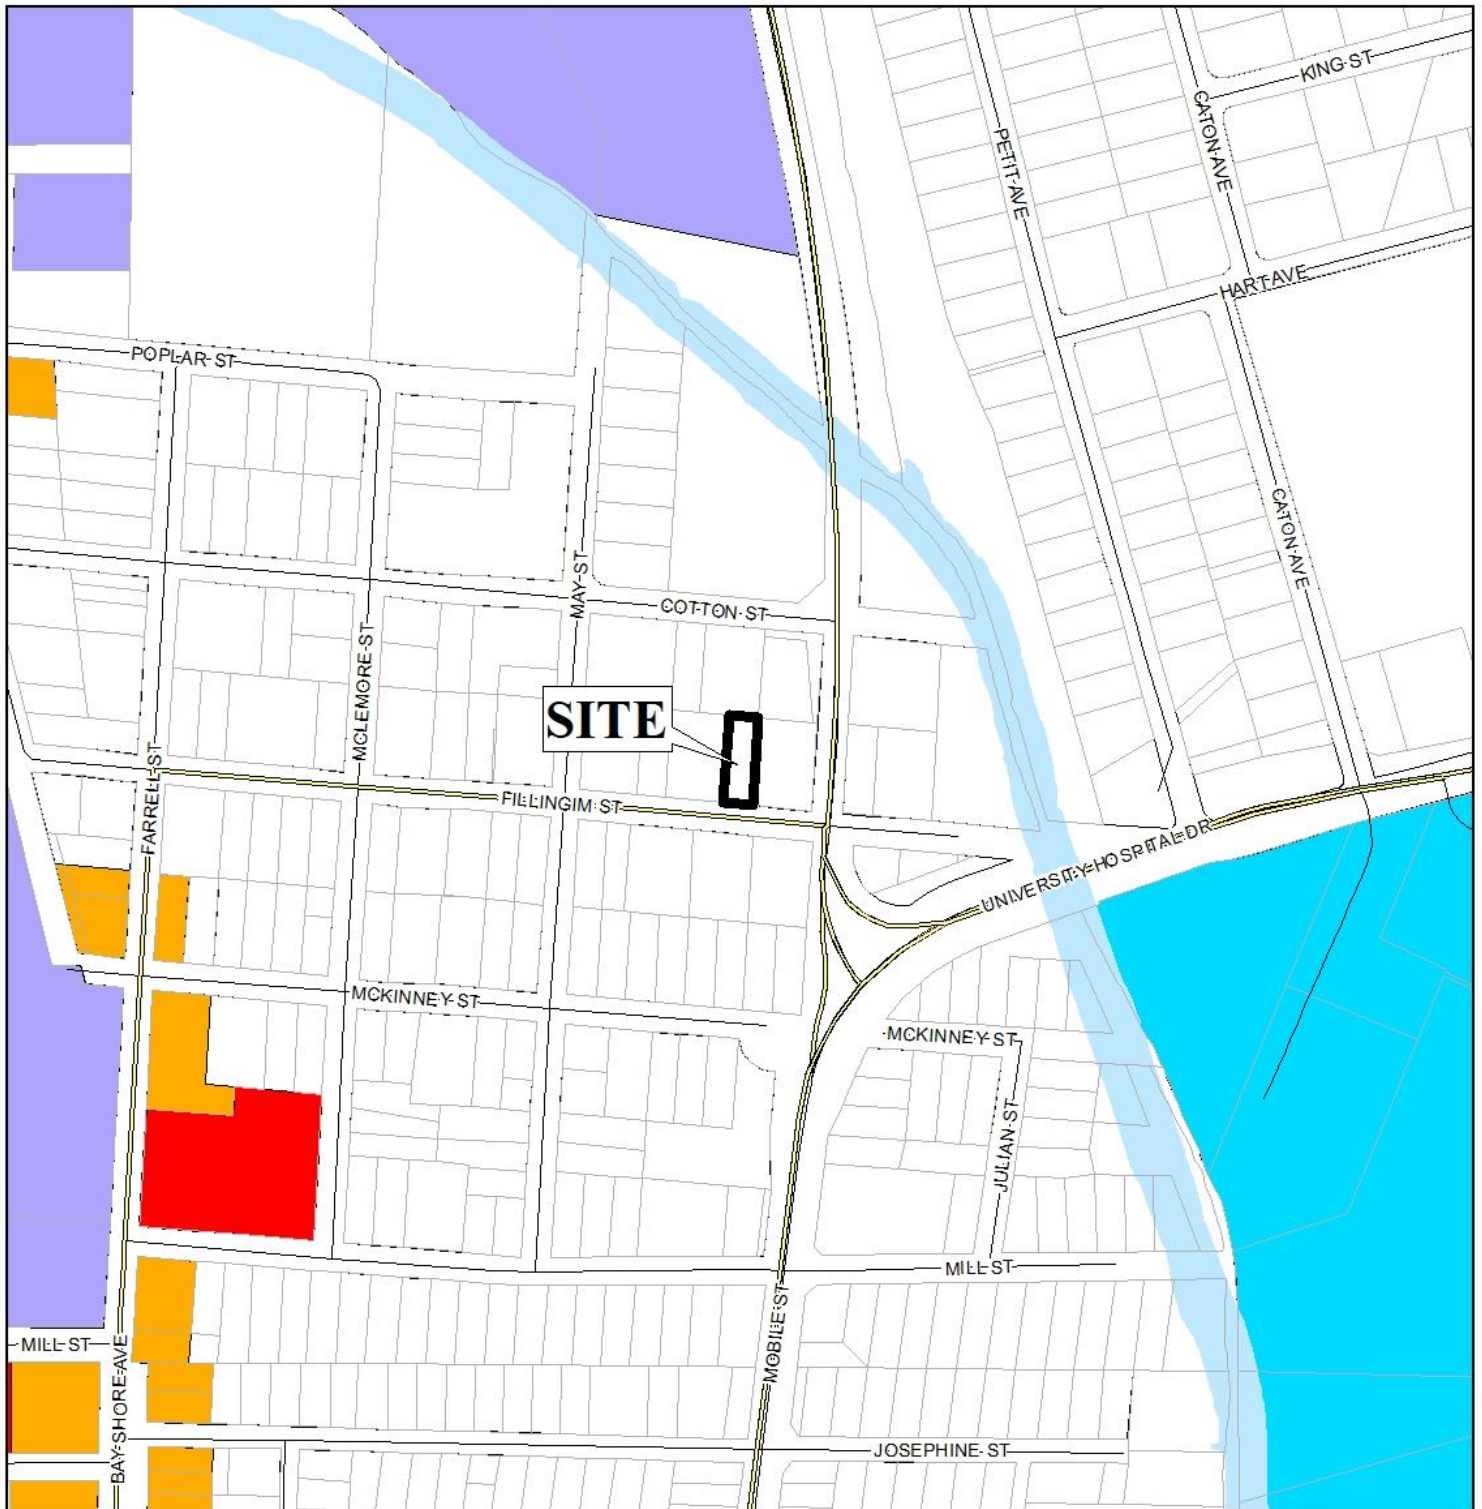 KING ST
CATON AVE
PETIT AVE
HART AVE
POPLAR ST
CATON AVE
MAY ST
COTTON ST
MCLEMORE ST
SITE
FARRELL ST
FILLINGIM ST
UNIVERSITY HOSPITAL DR
MCKINNEY ST
MCKINNEY ST
JULIAN ST
MILL ST
MOBILE ST
MILL ST
BAY SHORE AVE
JOSEPHINE ST